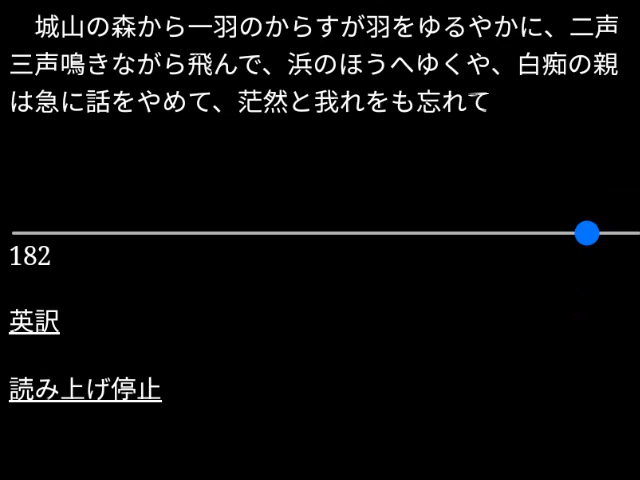 城山の森から一羽のからすが羽をゆるやかに、二声
三声鳴きながら飛んで、浜のほうへゆくや、白痴の親
は急に話をやめて、茫然と我れをも忘れて
182
英訳
読み上げ停止